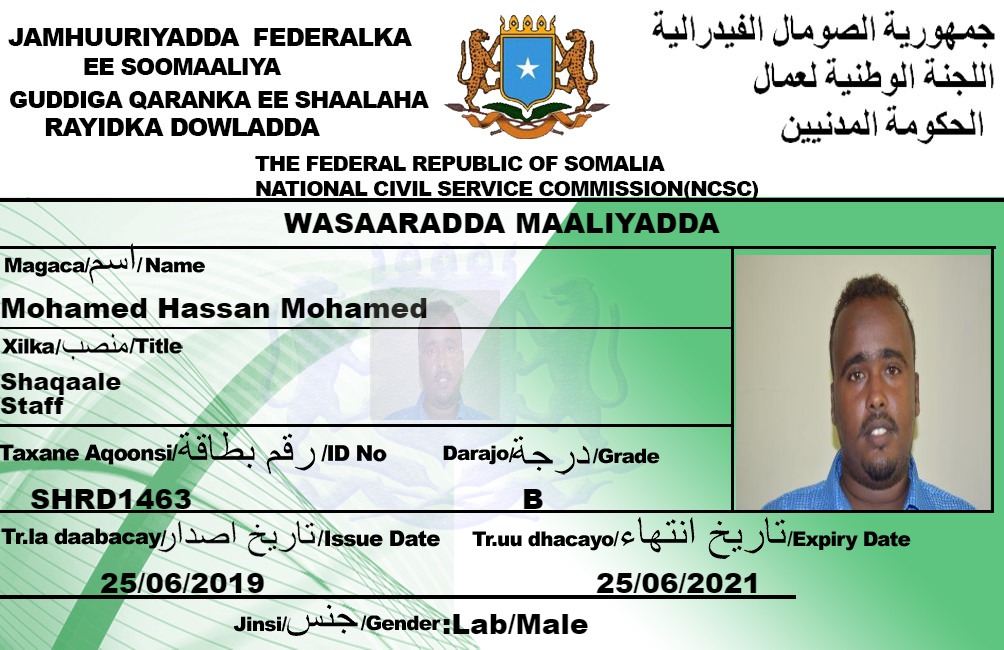 JAMHUURIYADDA FEDERALKA
EE SOOMAALIYA
GUDDIGA QARANKA EE SHAALAHA
RAYIDKA DOWLADDA
جمهورية الصومال الفيدرالية
اللجنة الوطنية لعمال
الحكومة المدنيين
THE FEDERAL REPUBLIC OF SOMALIA
NATIONAL CIVIL SERVICE COMMISSION(NCSC)
WASAARADDA MAALIYADDA
Magaca/اسم/Name
Mohamed Hassan Mohamed
Xilka/منصب/Title
Shaqaale
Staff
Taxane Aqoonsi/رقم بطاقة/ID No
SHRD1463
Darajo/درجة/Grade
B
Tr.la daabacay/تاريخ اصدار/Issue Date
25/06/2019
Tr.uu dhacayo/تاريخ انتهاء/Expiry Date
25/06/2021
Jinsi/جنس/Gender:Lab/Male